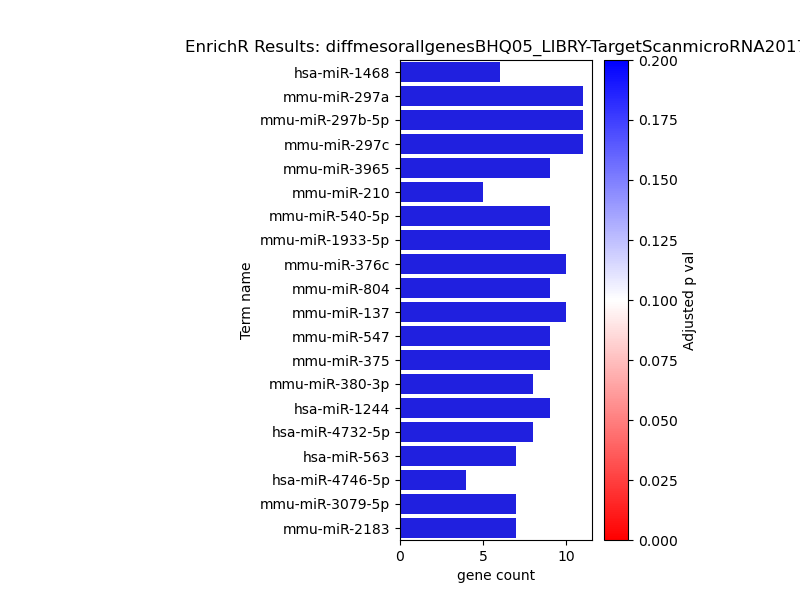 EnrichR Results: diffmesorallgenesBHQ05_LIBRY-TargetScanmicroRNA2017
hsa-miR-1468
mmu-miR-297a
mmu-miR-297b-5p
mmu-miR-297c
mmu-miR-3965
mmu-miR-210
mmu-miR-540-5p
mmu-miR-1933-5p
mmu-miR-376c
mmu-miR-804
mmu-miR-137
mmu-miR-547
mmu-miR-375
mmu-miR-380-3p
hsa-miR-1244
hsa-miR-4732-5p
hsa-miR-563
hsa-miR-4746-5p
mmu-miR-3079-5p
mmu-miR-2183
Term name
0 5 10
gene count
0.200
0.175
0.150
0.125
0.100
0.075
0.050
0.025
0.000
Adjusted p val